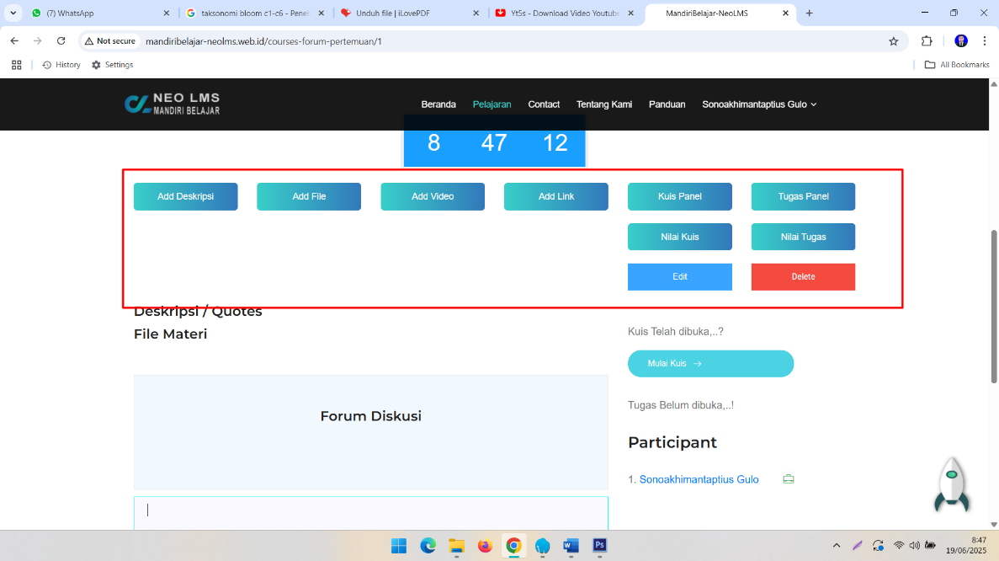 (7) WhatsApp
taksonomi bloom c1-c6 - Penel
Unduh file | iLovePDF
Yt5s - Download Video Youtube
MandiriBelajar-NeoLMS
Not secure
mandiribelajar-neolms.web.id/courses-forum-pertemuan/1
History
Settings
All Bookmarks
NEO LMS
MANDIRI BELAJAR
Beranda
Pelajaran
Contact
Tentang Kami
Panduan
Sonoakhimantaptius Gulo
8 47 12
Add Deskripsi
Add File
Add Video
Add Link
Kuis Panel
Tugas Panel
Nilai Kuis
Nilai Tugas
Edit
Delete
Deskripsi / Quotes
File Materi
Forum Diskusi
Kuis Telah dibuka,..?
Mulai Kuis
Tugas Belum dibuka,..!
Participant
1. Sonoakhimantaptius Gulo
W
Ps
8:47
19/06/2025